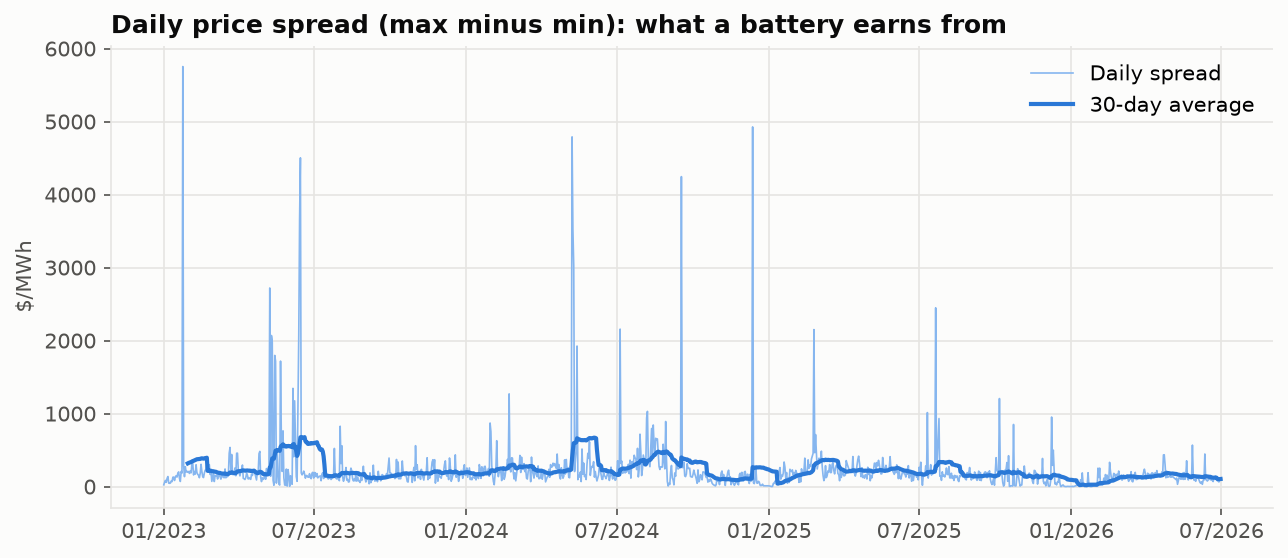 Daily price spread (max minus min): what a battery earns from
Daily spread
30-day average
$/MWh
6000
5000
4000
3000
2000
1000
0
01/2023 07/2023 01/2024 07/2024 01/2025 07/2025 01/2026 07/2026